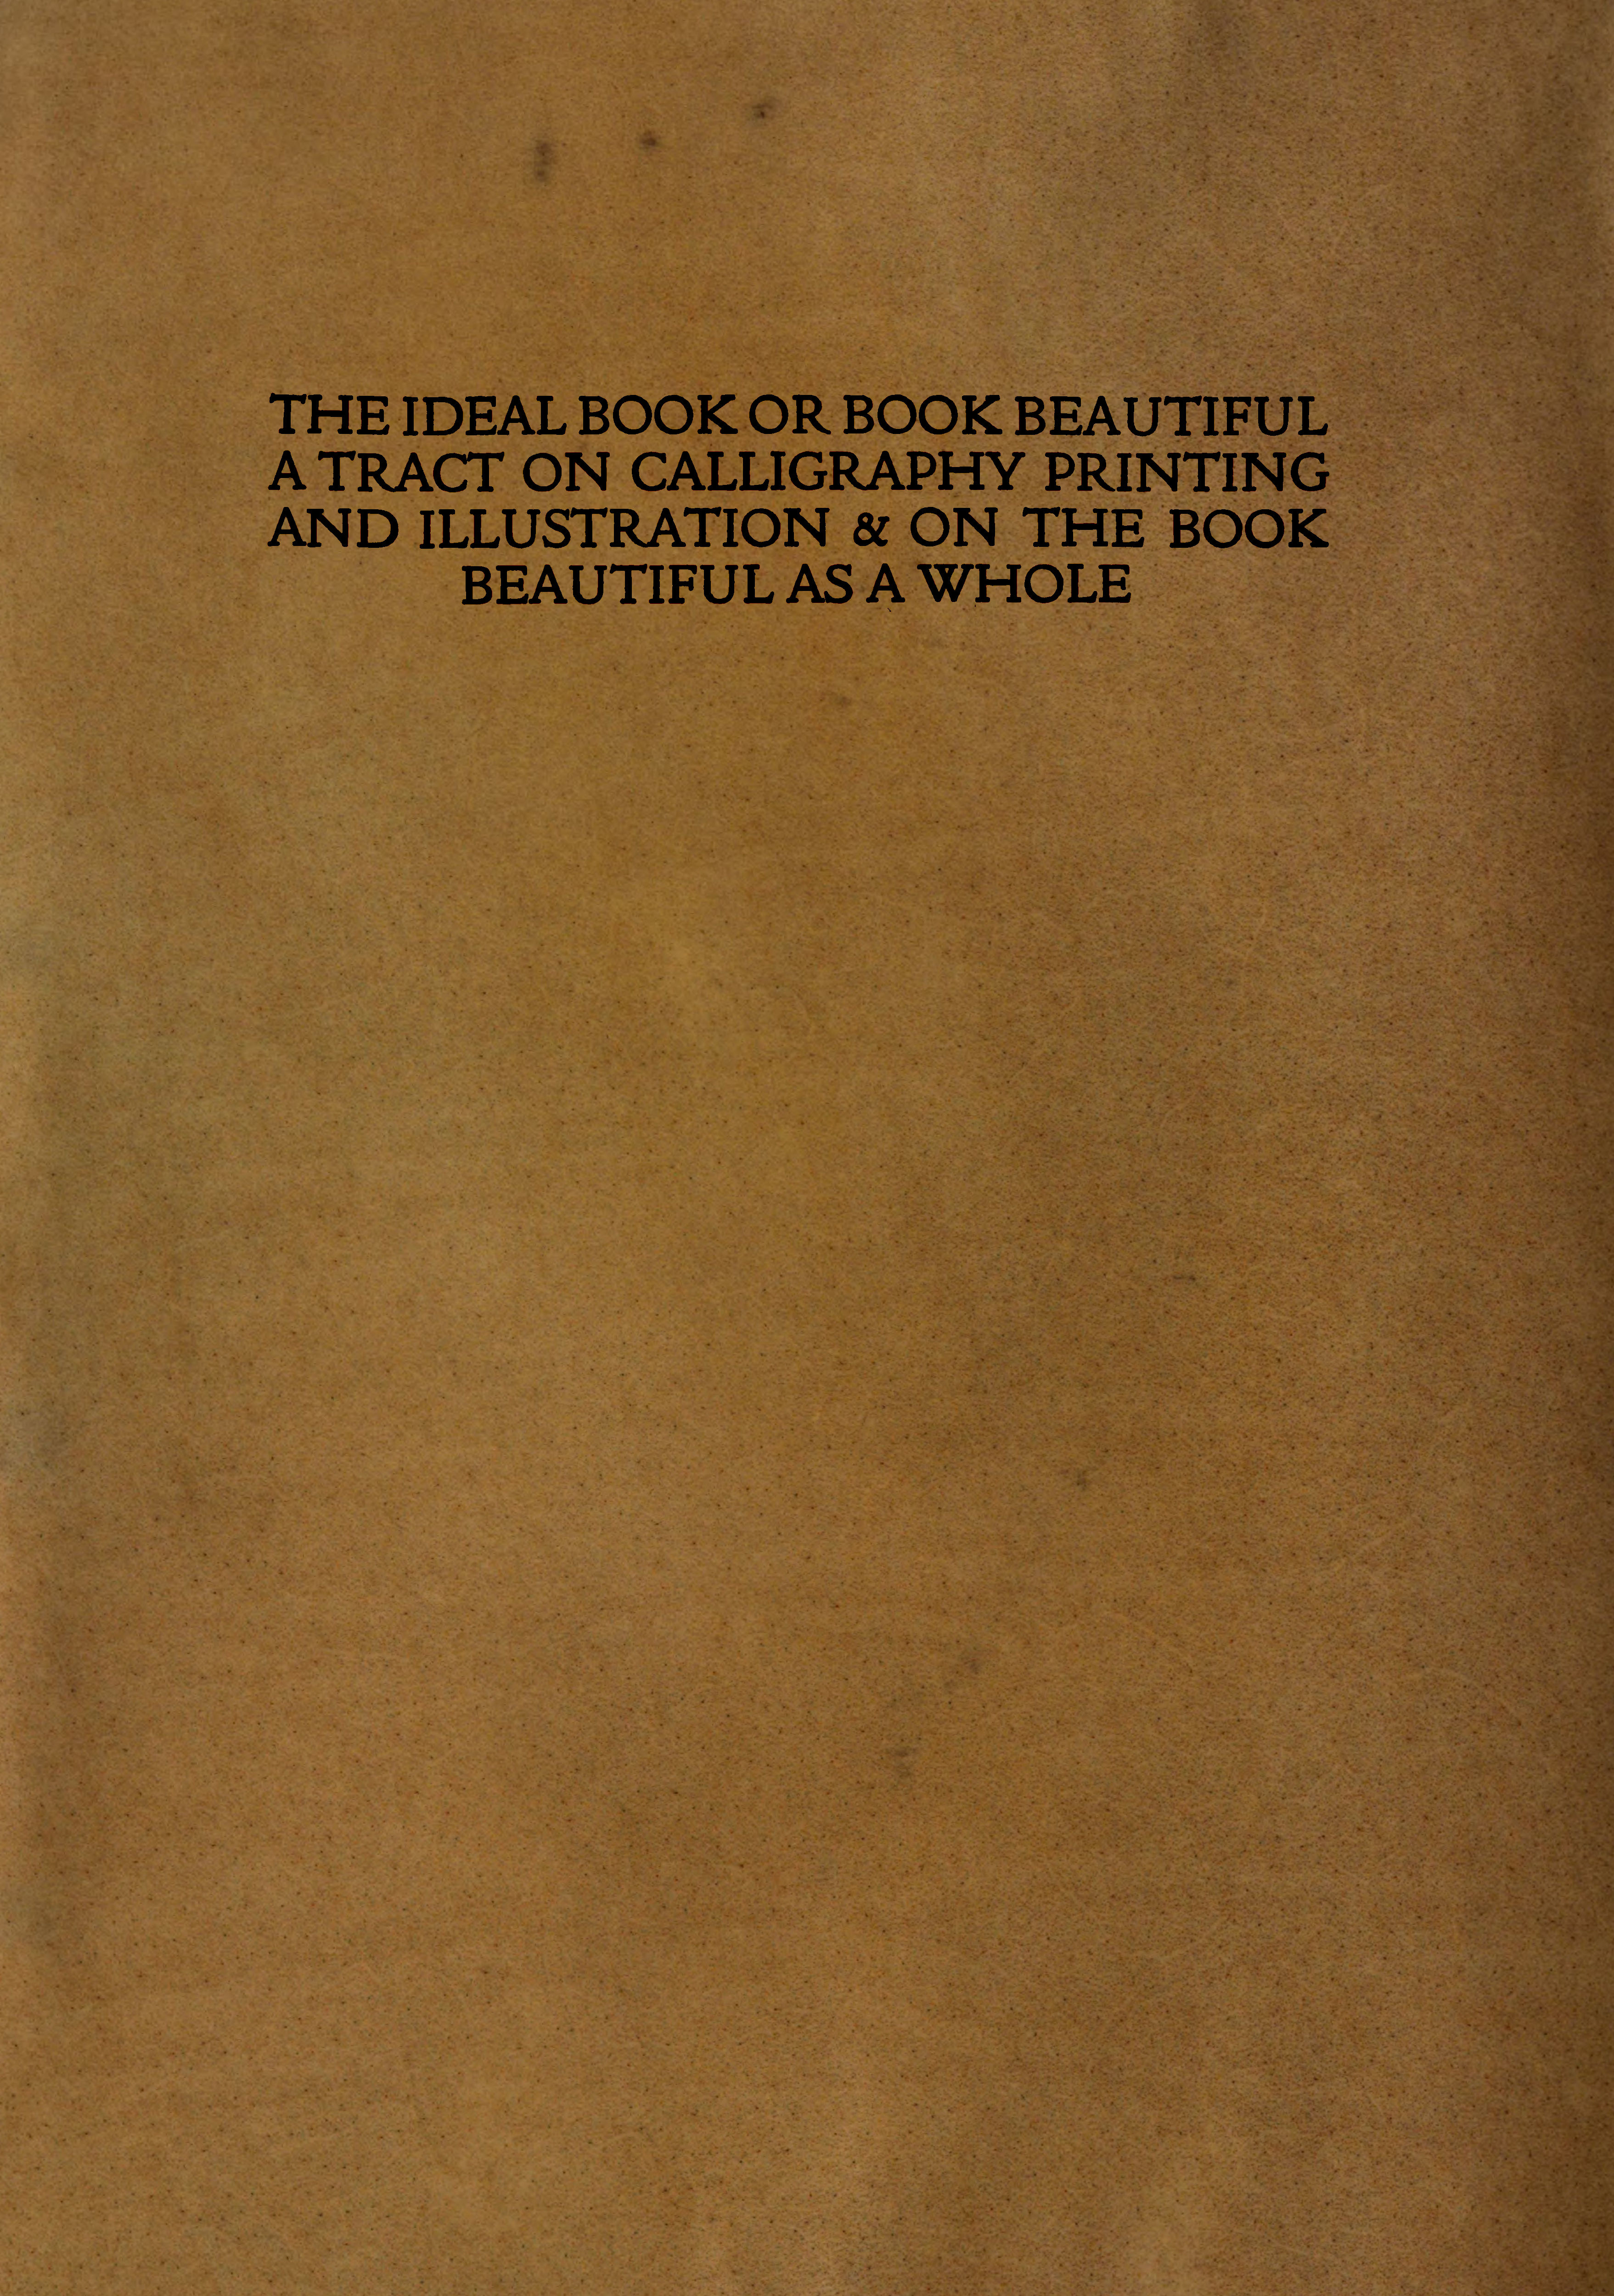 THE IDEAL BOOK OR BOOK BEAUTIFUL
A TRACT ON CALLIGRAPHY PRINTING
AND ILLUSTRATION & ON THE BOOK
BEAUTIFUL AS A WHOLE